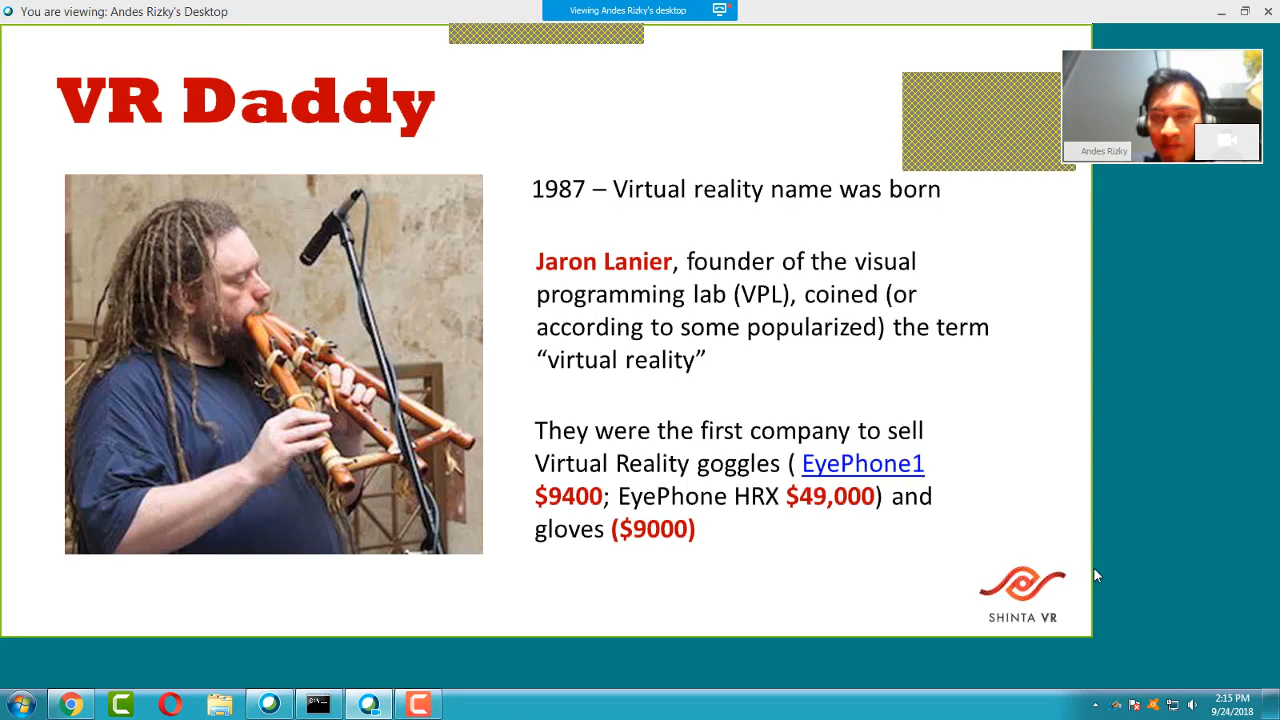 You are viewing: Andes Rizky's Desktop
Viewing Andes Rizky's desktop
VR Daddy
Andes Rizky
1987 – Virtual reality name was born
Jaron Lanier, founder of the visual
programming lab (VPL), coined (or
according to some popularized) the term
“virtual reality”
They were the first company to sell
Virtual Reality goggles ( EyePhone1
$9400; EyePhone HRX $49,000) and
gloves ($9000)
SHINTA VR
2:15 PM
9/24/2018